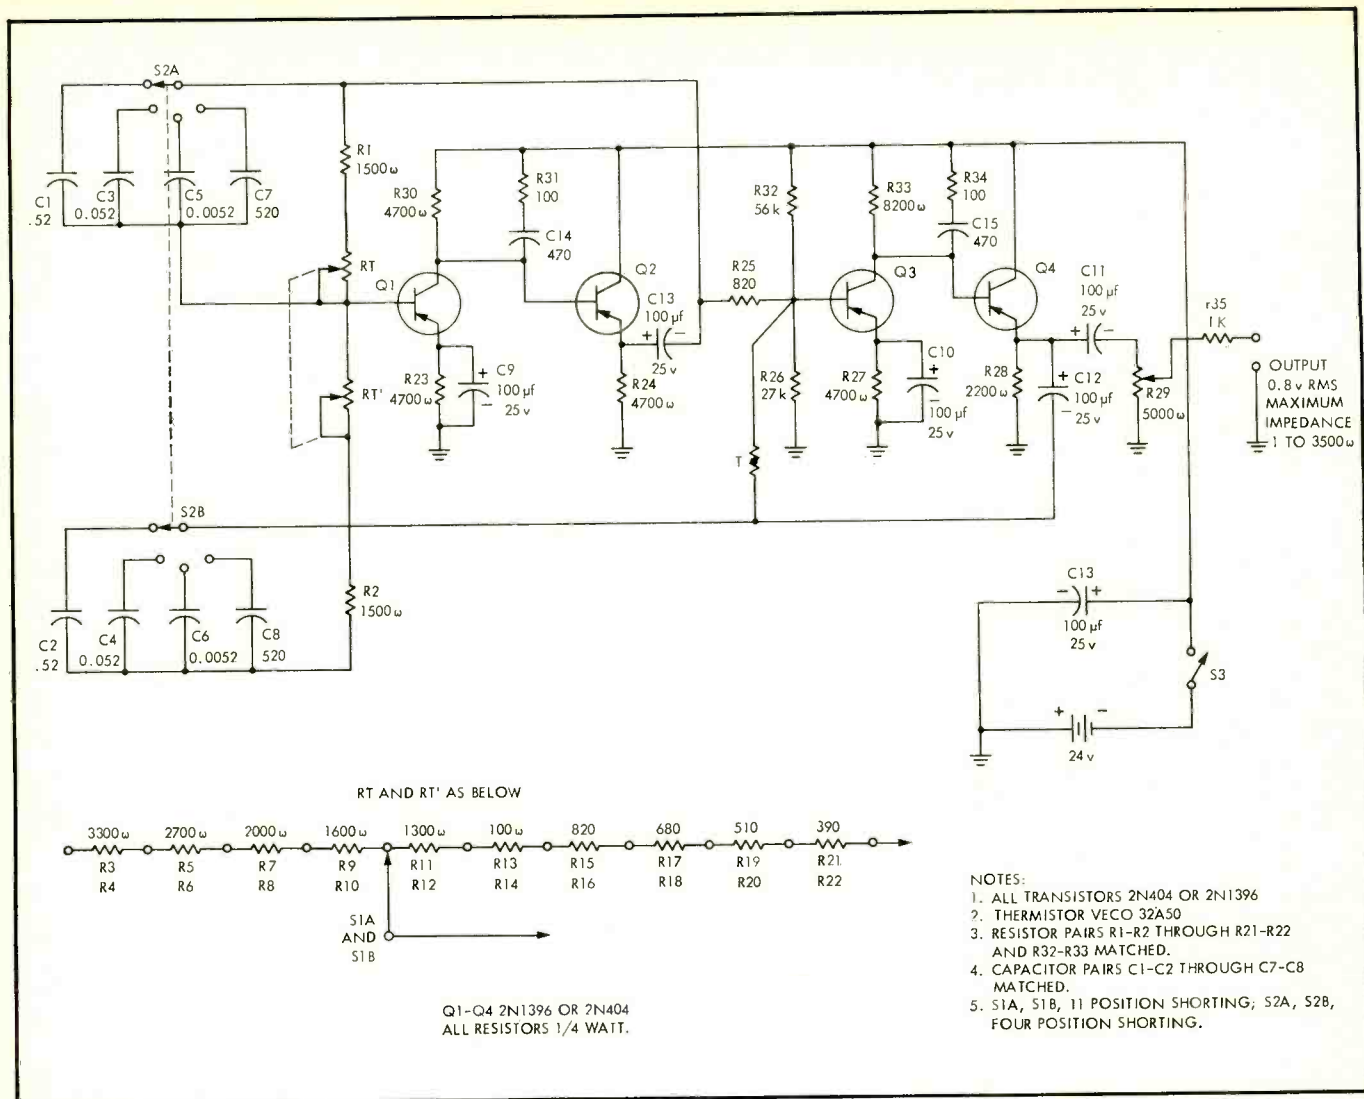 S2A
C1
.52
C3
0.052
C5
0.0052
C7
520
R1
1500ω
RT
RT'
R30
4700ω
R31
100
C14
470
Q1
Q2
C13
100 µf
+ −
25 v
R23
4700ω
+
C9
100 µf
− 25 v
R24
4700ω
R25
820
R32
56 k
R33
8200ω
R34
100
C15
470
Q3
Q4
C11
100 µf
25 v
+ −
r35
1K
R26
27 k
R27
4700ω
C10
+
−
100 µf
25 v
R28
2200ω
+
C12
100 µf
− 25 v
R29
5000ω
OUTPUT
0.8 v RMS
MAXIMUM
IMPEDANCE
1 TO 3500ω
T
S2B
C2
.52
C4
0.052
C6
0.0052
C8
520
R2
1500ω
C13
− +
100 µf
25 v
S3
+ −
24 v
RT AND RT' AS BELOW
3300ω 2700ω 2000ω 1600ω 1300ω 100ω 820 680 510 390
R3 R5 R7 R9 R11 R13 R15 R17 R19 R21
R4 R6 R8 R10 R12 R14 R16 R18 R20 R22
S1A
AND
S1B
Q1-Q4 2N1396 OR 2N404
ALL RESISTORS 1/4 WATT.
NOTES:
1. ALL TRANSISTORS 2N404 OR 2N1396
2. THERMISTOR VECO 32A50
3. RESISTOR PAIRS R1-R2 THROUGH R21-R22
AND R32-R33 MATCHED.
4. CAPACITOR PAIRS C1-C2 THROUGH C7-C8
MATCHED.
5. S1A, S1B, 11 POSITION SHORTING; S2A, S2B,
FOUR POSITION SHORTING.